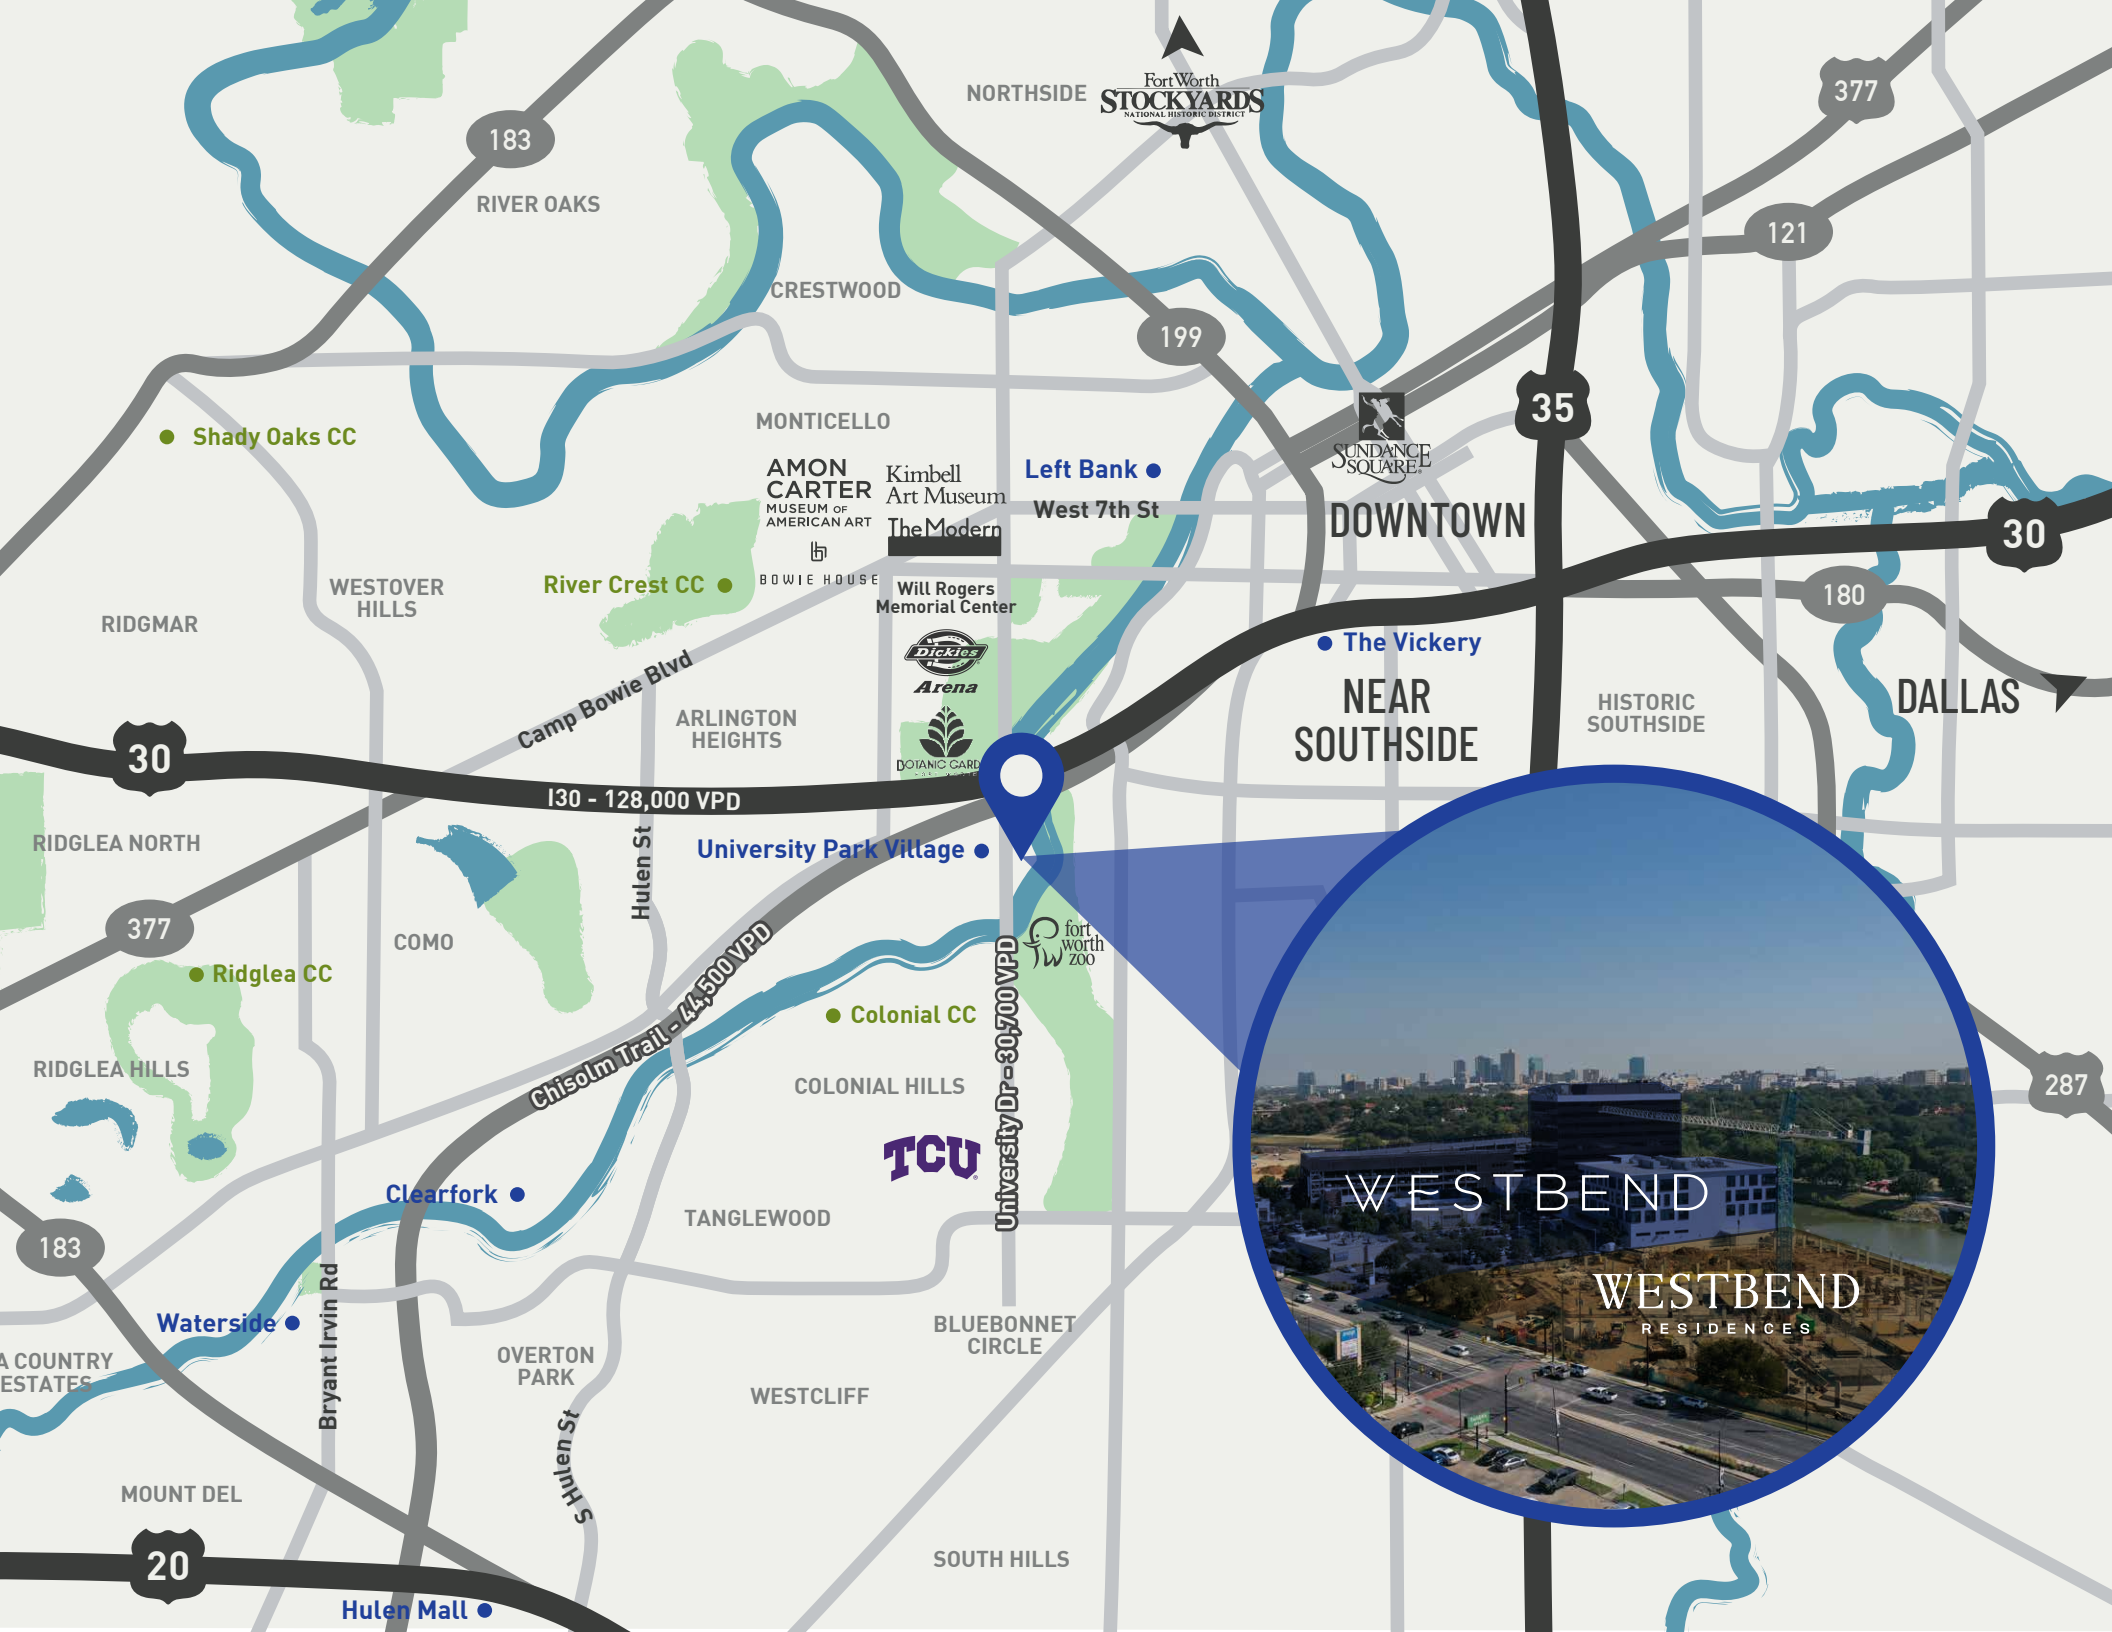 NORTHSIDE
Fort Worth
STOCKYARDS
NATIONAL HISTORIC DISTRICT
377
183
RIVER OAKS
121
CRESTWOOD
199
35
MONTICELLO
Shady Oaks CC
SUNDANCE
SQUARE
AMON
CARTER
MUSEUM OF
AMERICAN ART
Kimbell
Art Museum
The Modern
Left Bank
West 7th St
DOWNTOWN
30
BOWIE HOUSE
River Crest CC
WESTOVER
HILLS
RIDGMAR
Will Rogers
Memorial Center
180
The Vickery
Dickies
Arena
Camp Bowie Blvd
ARLINGTON
HEIGHTS
NEAR
SOUTHSIDE
HISTORIC
SOUTHSIDE
DALLAS
30
BOTANIC GARD
I30 - 128,000 VPD
RIDGLEA NORTH
Hulen St
University Park Village
377
COMO
fort
worth
zoo
Ridglea CC
Chisolm Trail - 44,500 VPD
University Dr - 30,700 VPD
Colonial CC
RIDGLEA HILLS
COLONIAL HILLS
287
TCU
Clearfork
TANGLEWOOD
WESTBEND
183
WESTBEND
RESIDENCES
Waterside
Bryant Irvin Rd
BLUEBONNET
CIRCLE
A COUNTRY
ESTATES
OVERTON
PARK
WESTCLIFF
S Hulen St
MOUNT DEL
20
SOUTH HILLS
Hulen Mall